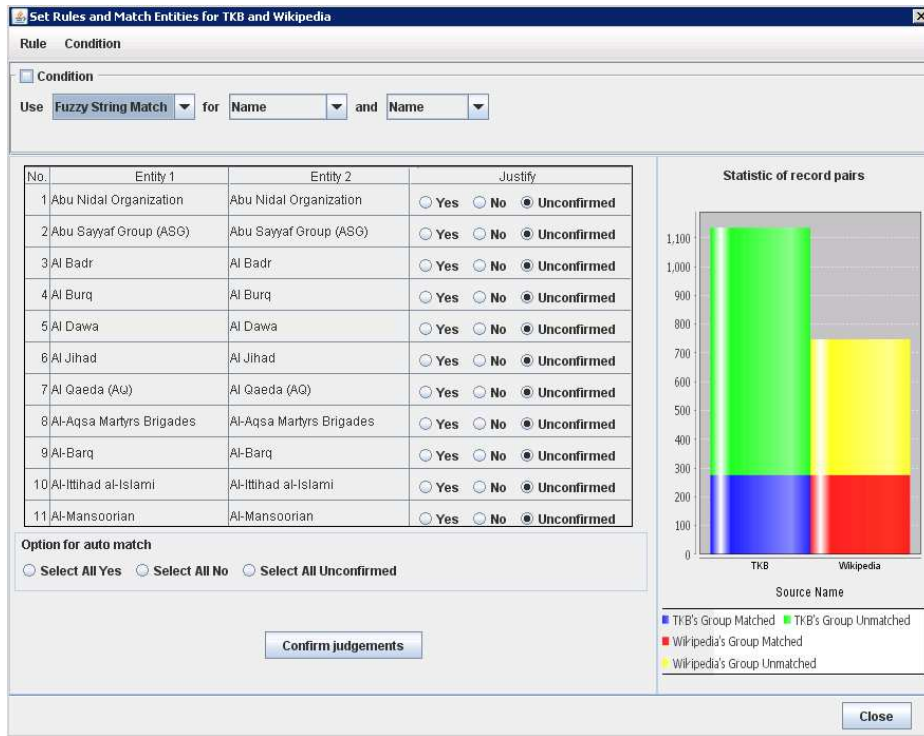 Set Rules and Match Entities for TKB and Wikipedia
Rule Condition
Condition
Use Fuzzy String Match for Name and Name
No. Entity 1 Entity 2 Justify
1 Abu Nidal Organization Abu Nidal Organization Yes No Unconfirmed
2 Abu Sayyaf Group (ASG) Abu Sayyaf Group (ASG) Yes No Unconfirmed
3 Al Badr Al Badr Yes No Unconfirmed
4 Al Burq Al Burq Yes No Unconfirmed
5 Al Dawa Al Dawa Yes No Unconfirmed
6 Al Jihad Al Jihad Yes No Unconfirmed
7 Al Qaeda (AQ) Al Qaeda (AQ) Yes No Unconfirmed
8 Al-Aqsa Martyrs Brigades Al-Aqsa Martyrs Brigades Yes No Unconfirmed
9 Al-Barq Al-Barq Yes No Unconfirmed
10 Al-Ittihad al-Islami Al-Ittihad al-Islami Yes No Unconfirmed
11 Al-Mansoorian Al-Mansoorian Yes No Unconfirmed
Option for auto match
Select All Yes Select All No Select All Unconfirmed
Confirm judgements
Statistic of record pairs
1,100
1,000
900
800
700
600
500
400
300
200
100
0
TKB Wikipedia
Source Name
TKB's Group Matched TKB's Group Unmatched
Wikipedia's Group Matched
Wikipedia's Group Unmatched
Close